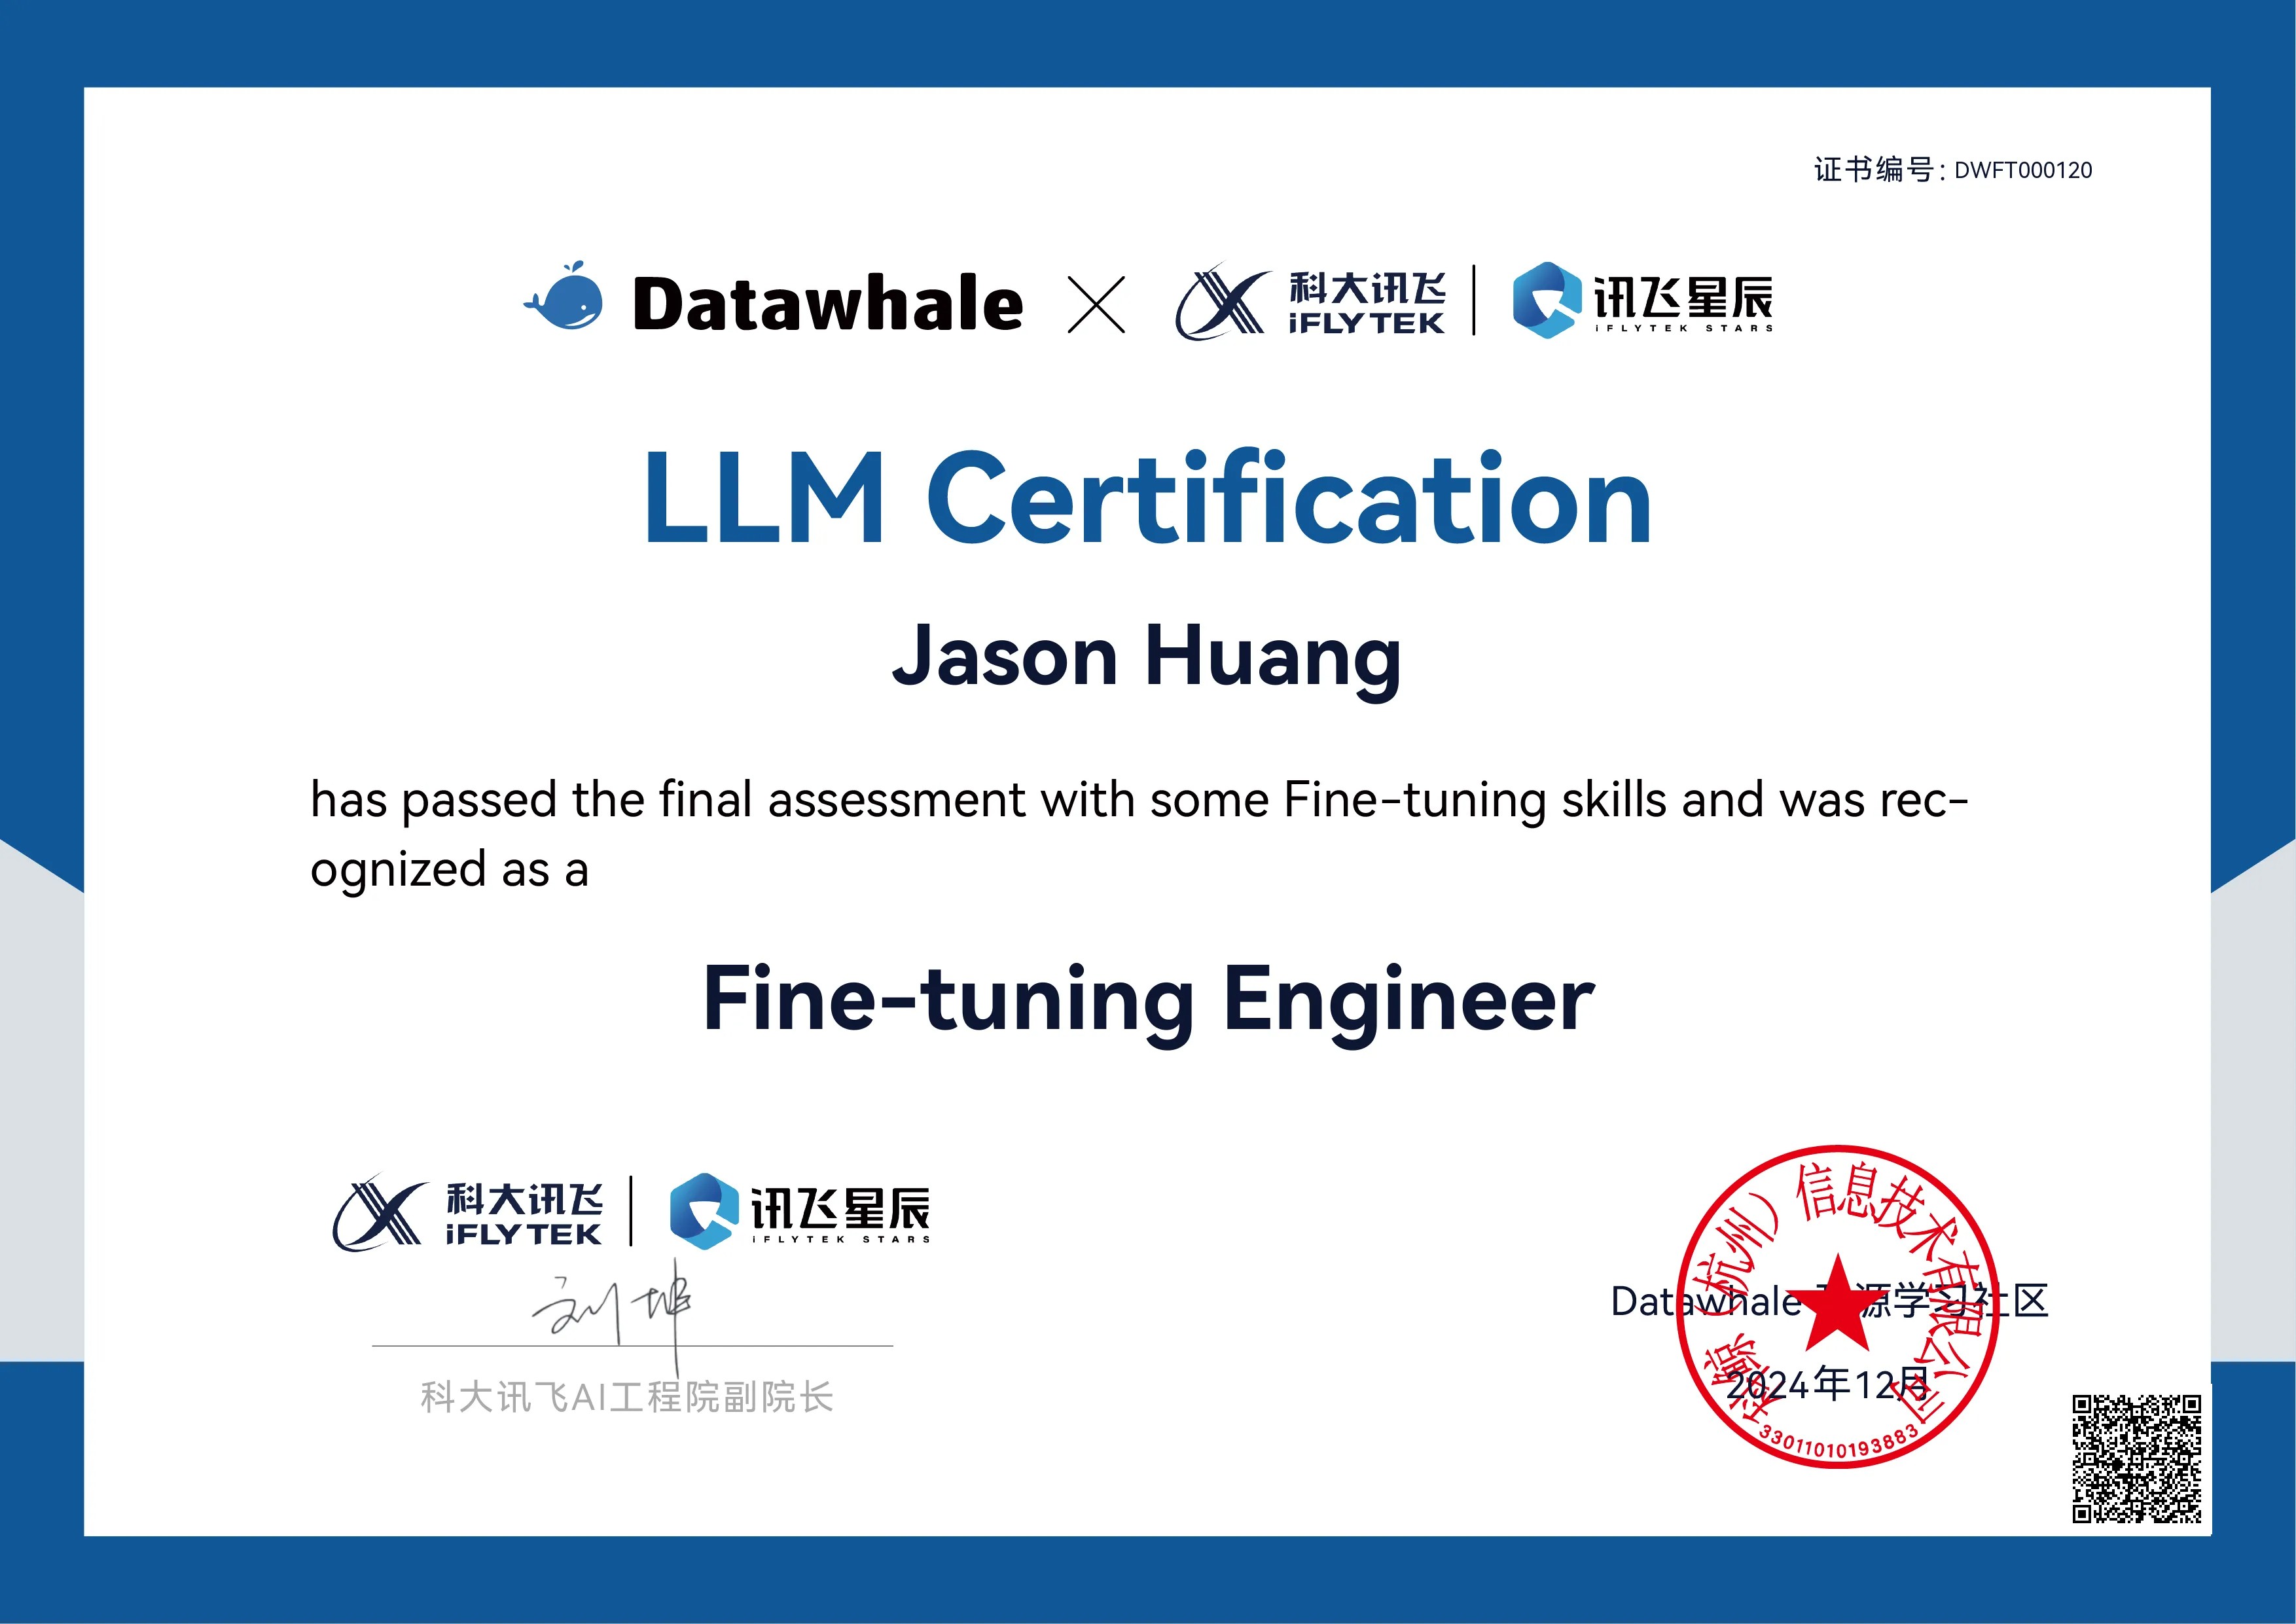 证书编号: DWFT000120
Datawhale × 科大讯飞 iFLYTEK | 讯飞星辰 iFLYTEK STARS
LLM Certification
Jason Huang
has passed the final assessment with some Fine-tuning skills and was rec-
ognized as a
Fine-tuning Engineer
科大讯飞 iFLYTEK | 讯飞星辰 iFLYTEK STARS
刘坤
科大讯飞AI工程院副院长
Datawhale 源学习社区
2024年12月
(杭州) 信息技术有限公司
33011010193883